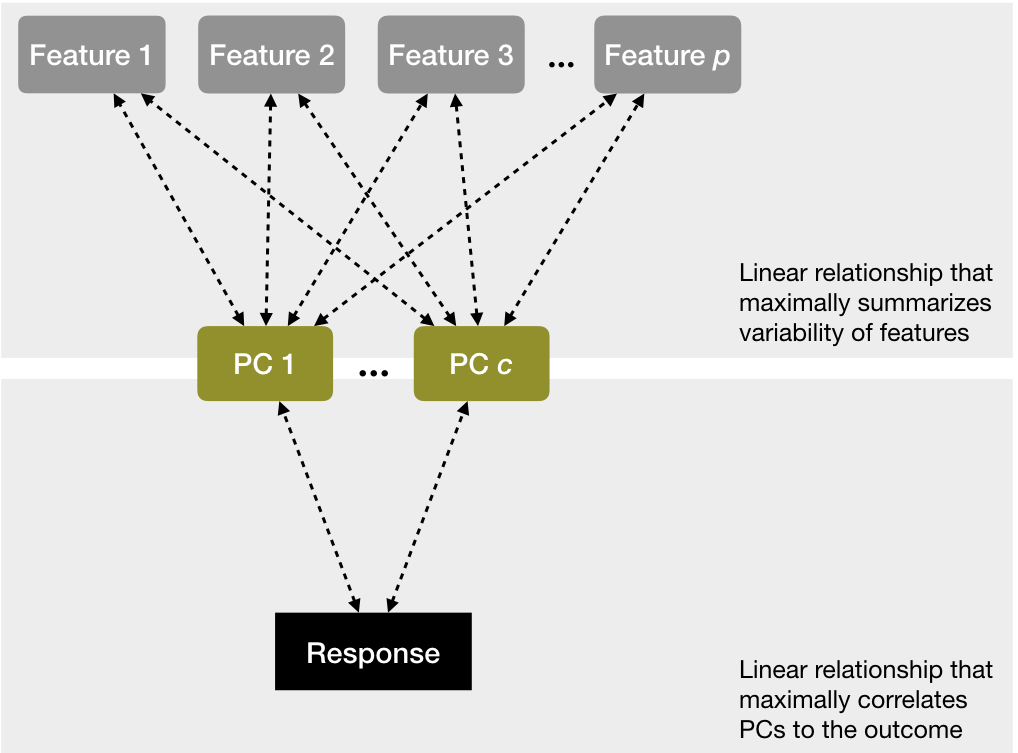 Feature 1 Feature 2 Feature 3 ... Feature p
Linear relationship that
maximally summarizes
variability of features
PC 1 ... PC c
Response
Linear relationship that
maximally correlates
PCs to the outcome